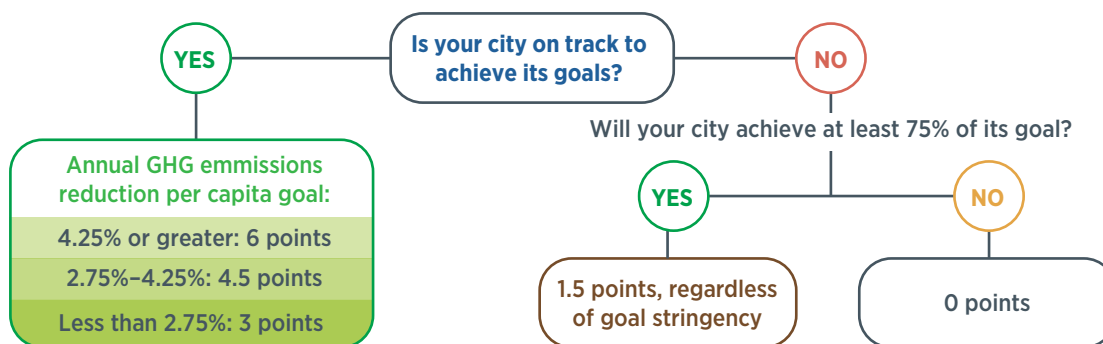 Is your city on track to
achieve its goals?
YES
NO
Annual GHG emmissions
reduction per capita goal:
4.25% or greater: 6 points
2.75%–4.25%: 4.5 points
Less than 2.75%: 3 points
Will your city achieve at least 75% of its goal?
YES
NO
1.5 points, regardless
of goal stringency
0 points